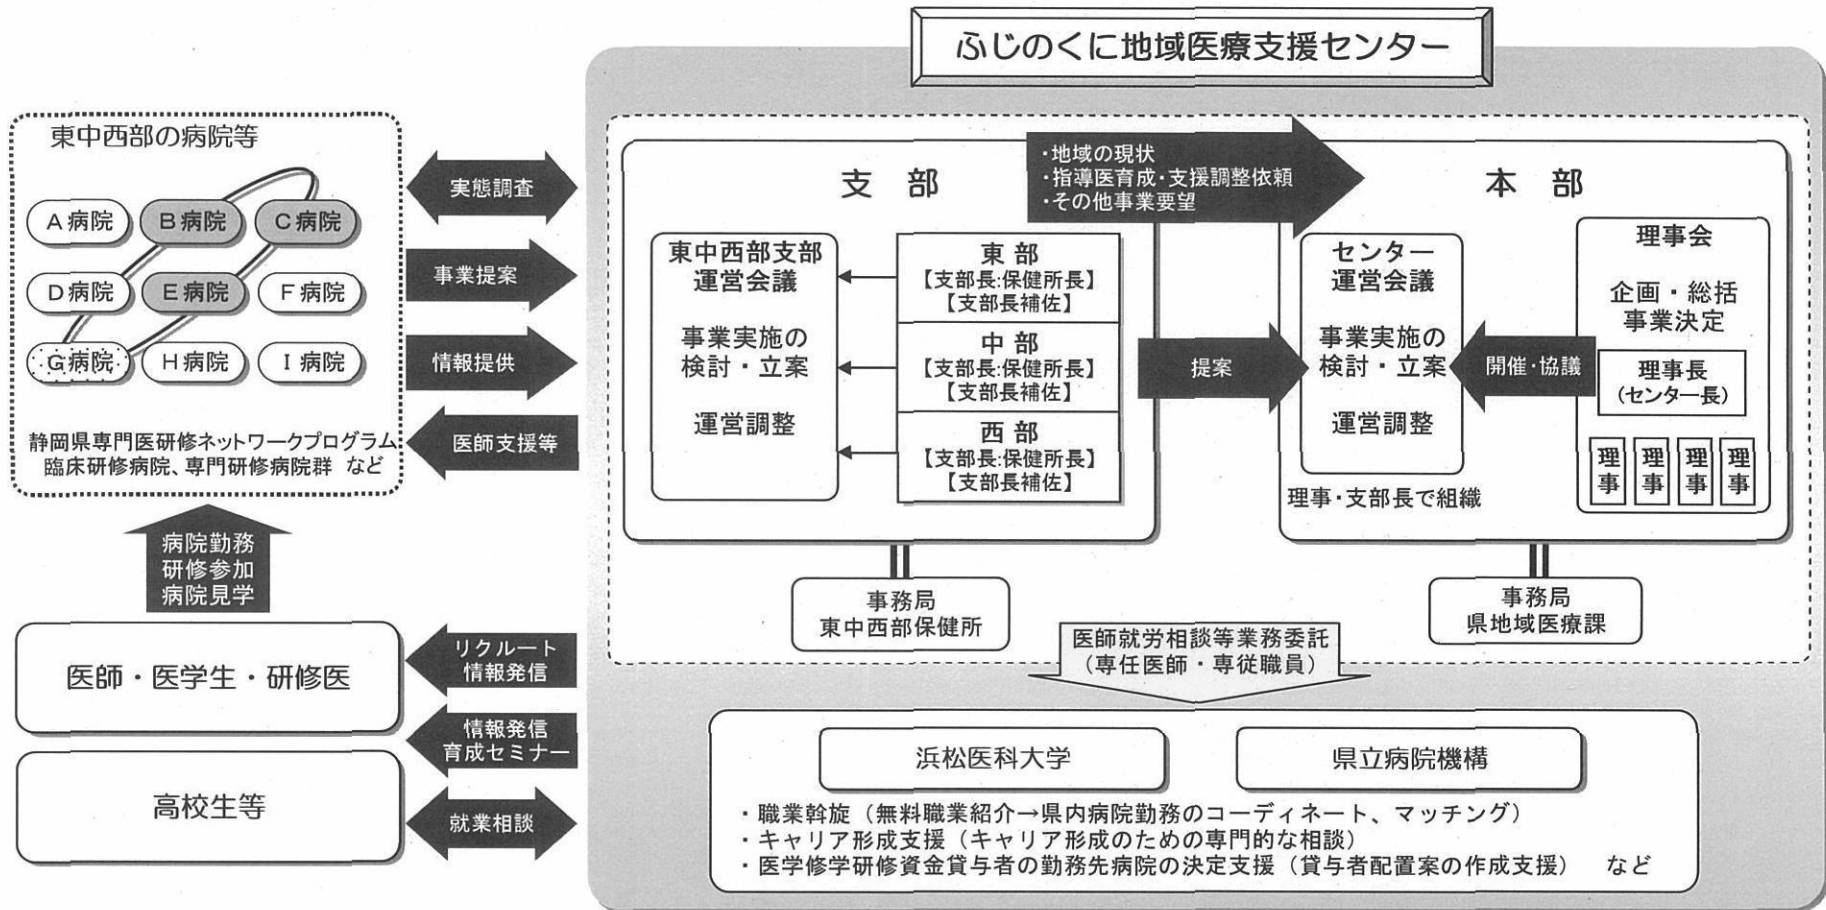 ふじのくに地域医療支援センター
東中西部の病院等
A病院
B病院
C病院
D病院
E病院
F病院
G病院
H病院
I病院
静岡県専門医研修ネットワークプログラム
臨床研修病院、専門研修病院群 など
実態調査
事業提案
情報提供
医師支援等
病院勤務
研修参加
病院見学
医師・医学生・研修医
高校生等
リクルート
情報発信
情報発信
育成セミナー
就業相談
支 部
東中西部支部
運営会議
事業実施の
検討・立案
運営調整
東 部
【支部長:保健所長】
【支部長補佐】
中 部
【支部長:保健所長】
【支部長補佐】
西 部
【支部長:保健所長】
【支部長補佐】
・地域の現状
・指導医育成・支援調整依頼
・その他事業要望
提案
本 部
センター
運営会議
事業実施の
検討・立案
運営調整
理事・支部長で組織
開催・協議
理事会
企画・総括
事業決定
理事長
(センター長)
理事
理事
理事
理事
事務局
東中西部保健所
事務局
県地域医療課
医師就労相談等業務委託
(専任医師・専従職員)
浜松医科大学
県立病院機構
・職業斡旋(無料職業紹介→県内病院勤務のコーディネート、マッチング)
・キャリア形成支援(キャリア形成のための専門的な相談)
・医学修学研修資金貸与者の勤務先病院の決定支援(貸与者配置案の作成支援) など